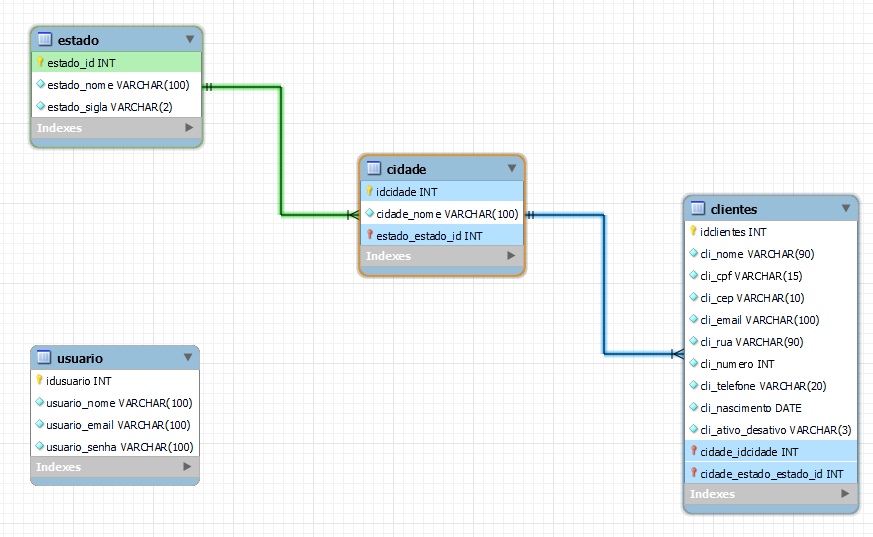 estado
estado_id INT
estado_nome VARCHAR(100)
estado_sigla VARCHAR(2)
Indexes
cidade
idcidade INT
cidade_nome VARCHAR(100)
estado_estado_id INT
Indexes
clientes
idclientes INT
cli_nome VARCHAR(90)
cli_cpf VARCHAR(15)
cli_cep VARCHAR(10)
cli_email VARCHAR(100)
cli_rua VARCHAR(90)
cli_numero INT
cli_telefone VARCHAR(20)
cli_nascimento DATE
cli_ativo_desativo VARCHAR(3)
cidade_idcidade INT
cidade_estado_estado_id INT
Indexes
usuario
idusuario INT
usuario_nome VARCHAR(100)
usuario_email VARCHAR(100)
usuario_senha VARCHAR(100)
Indexes